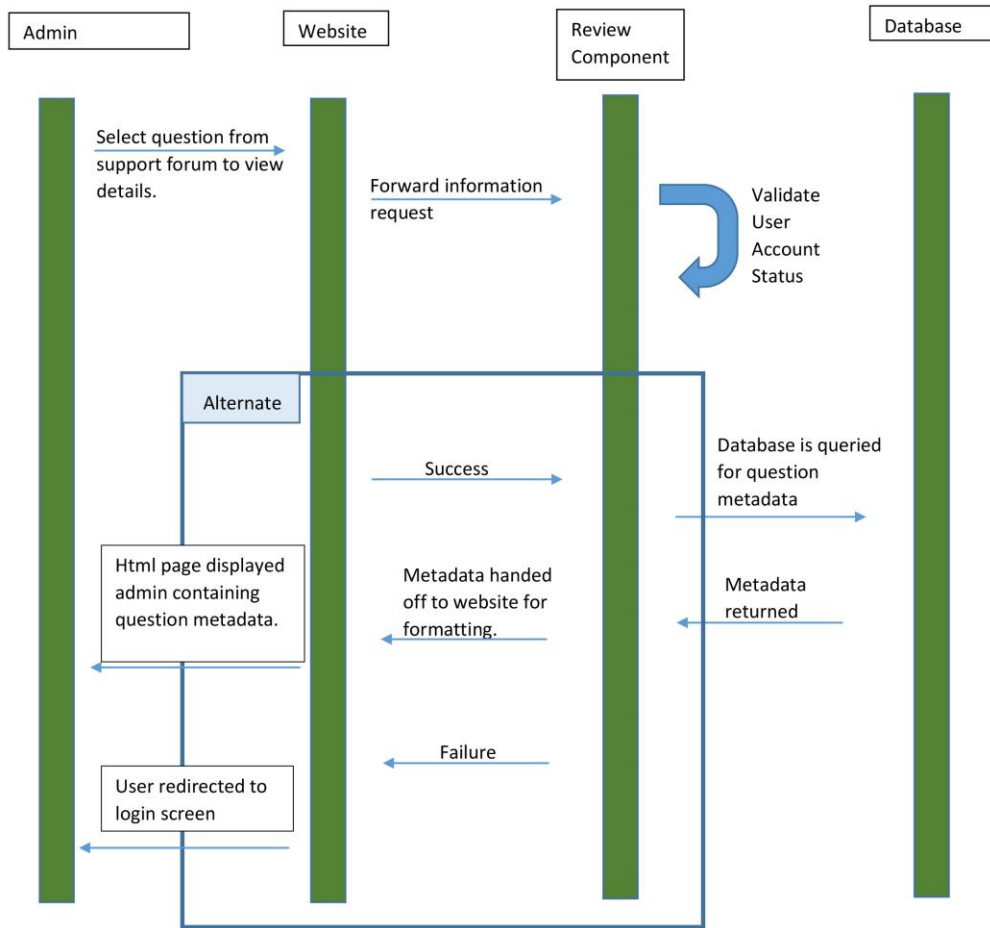 Admin
Website
Review
Component
Database
Select question from
support forum to view
details.
Forward information
request
Validate
User
Account
Status
Alternate
Success
Database is queried
for question
metadata
Html page displayed
admin containing
question metadata.
Metadata handed
off to website for
formatting.
Metadata
returned
Failure
User redirected to
login screen